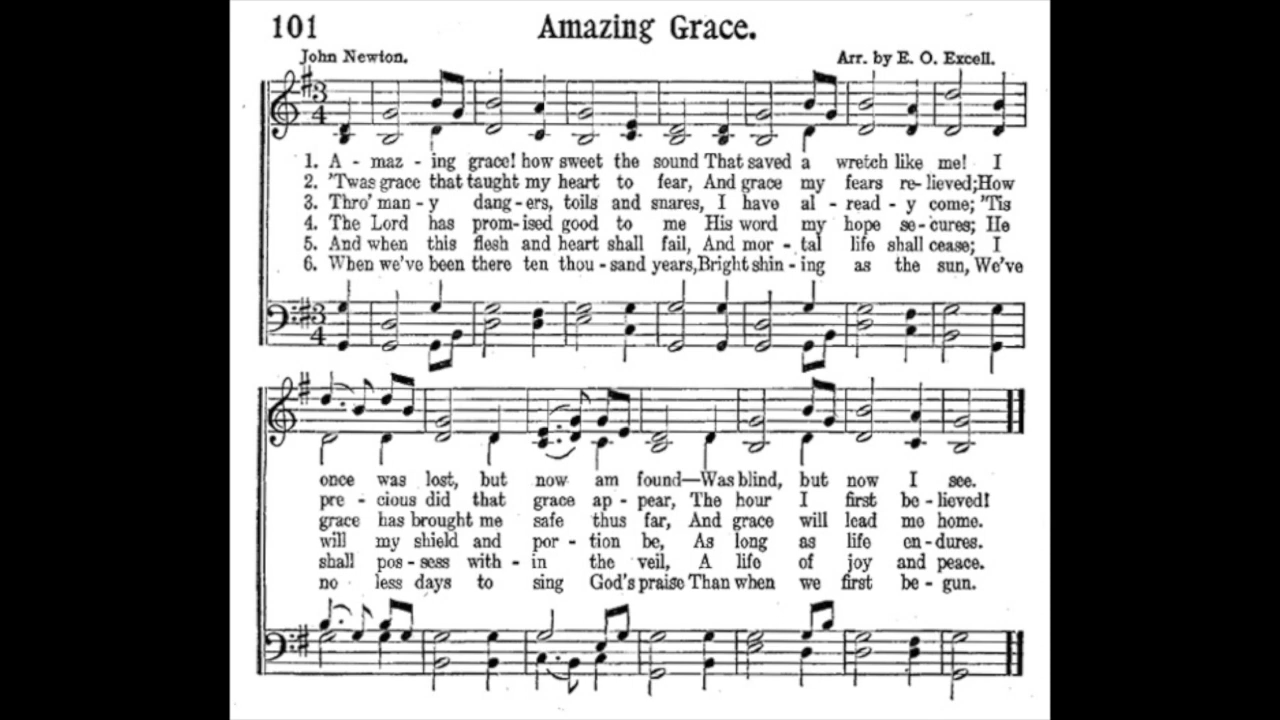 101 Amazing Grace.
John Newton. Arr. by E. O. Excell.
3
4
1. A - maz - ing grace! how sweet the sound That saved a wretch like me! I
2. 'Twas grace that taught my heart to fear, And grace my fears re-lieved;How
3. Thro' man - y dang-ers, toils and snares, I have al - read - y come; 'Tis
4. The Lord has prom-ised good to me His word my hope se-cures; He
5. And when this flesh and heart shall fail, And mor - tal life shall cease; I
6. When we've been there ten thou-sand years,Bright shin - ing as the sun, We've
3
4
once was lost, but now am found—Was blind, but now I see.
pre - cious did that grace ap-pear, The hour I first be-lieved!
grace has brought me safe thus far, And grace will lead me home.
will my shield and por - tion be, As long as life en-dures.
shall pos-sess with - in the veil, A life of joy and peace.
no less days to sing God's praise Than when we first be - gun.